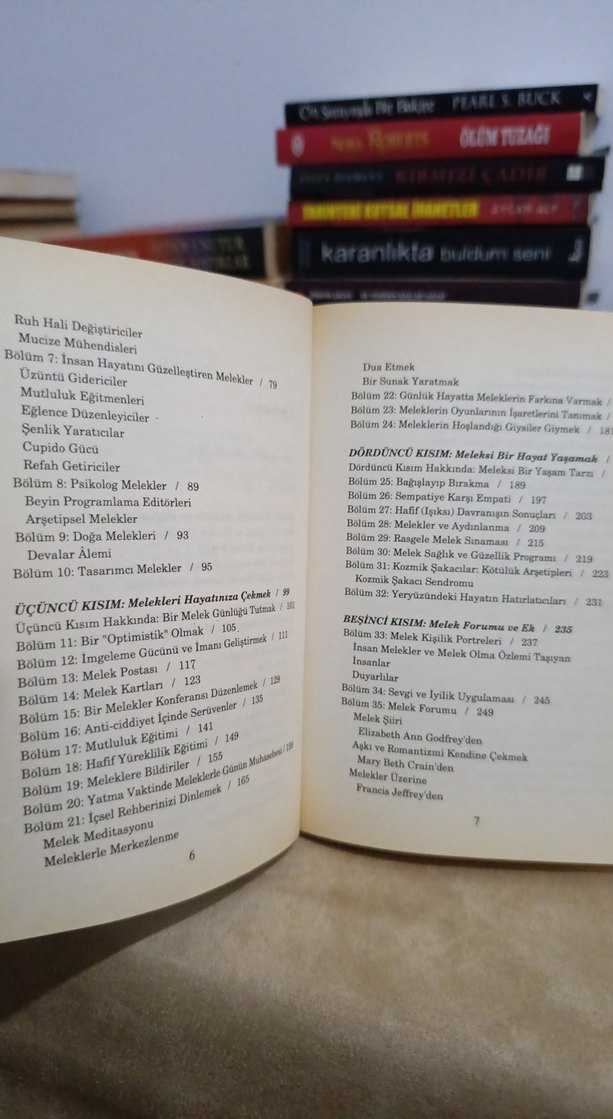 Çin Sarayında Bir Bahçe PEARL S. BUCK
NORA ROBERTS ÖLÜM TUZAĞI
KIRMIZI ÇADIR
KUTSAL
karanlıkta buldum seni
Ruh Hali Değiştiriciler
Mucize Mühendisleri
Bölüm 7: İnsan Hayatını Güzelleştiren Melekler / 79
Üzüntü Gidericiler
Mutluluk Eğitmenleri
Eğlence Düzenleyiciler
Şenlik Yaratıcılar
Cupido Gücü
Refah Getiriciler
Bölüm 8: Psikolog Melekler / 89
Beyin Programlama Editörleri
Arşetipsel Melekler
Bölüm 9: Doğa Melekleri / 93
Devalar Âlemi
Bölüm 10: Tasarımcı Melekler / 95
ÜÇÜNCÜ KISIM: Melekleri Hayatınıza Çekmek / 99
Üçüncü Kısım Hakkında: Bir Melek Günlüğü Tutmak / 101
Bölüm 11: Bir "Optimistik" Olmak / 105
Bölüm 12: İmgeleme Gücünü ve İmanı Geliştirmek / 111
Bölüm 13: Melek Postası / 117
Bölüm 14: Melek Kartları / 123
Bölüm 15: Bir Melekler Konferansı Düzenlemek / 129
Bölüm 16: Anti-ciddiyet İçinde Serüvenler / 135
Bölüm 17: Mutluluk Eğitimi / 141
Bölüm 18: Hafif Yüreklilik Eğitimi / 149
Bölüm 19: Meleklere Bildiriler / 155
Bölüm 20: Yatma Vaktinde Meleklerle Günün Muhasebesi / 159
Bölüm 21: İçsel Rehberinizi Dinlemek / 165
Melek Meditasyonu
Meleklerle Merkezlenme
6
Dua Etmek
Bir Sunak Yaratmak
Bölüm 22: Günlük Hayatta Meleklerin Farkına Varmak /
Bölüm 23: Meleklerin Oyunlarının İşaretlerini Tanımak /
Bölüm 24: Meleklerin Hoşlandığı Giysiler Giymek / 181
DÖRDÜNCÜ KISIM: Meleksi Bir Hayat Yaşamak /
Dördüncü Kısım Hakkında: Meleksi Bir Yaşam Tarzı /
Bölüm 25: Bağışlayıp Bırakma / 189
Bölüm 26: Sempatiye Karşı Empati / 197
Bölüm 27: Hafif (Işıksı) Davranışın Sonuçları / 203
Bölüm 28: Melekler ve Aydınlanma / 209
Bölüm 29: Rasgele Melek Sınaması / 215
Bölüm 30: Melek Sağlık ve Güzellik Programı / 219
Bölüm 31: Kozmik Şakacılar: Kötülük Arşetipleri / 223
Kozmik Şakacı Sendromu
Bölüm 32: Yeryüzündeki Hayatın Hatırlatıcıları / 231
BEŞİNCİ KISIM: Melek Forumu ve Ek / 235
Bölüm 33: Melek Kişilik Portreleri / 237
İnsan Melekler ve Melek Olma Özlemi Taşıyan
İnsanlar
Duyarlılar
Bölüm 34: Sevgi ve İyilik Uygulaması / 245
Bölüm 35: Melek Forumu / 249
Melek Şiiri
Elizabeth Ann Godfrey'den
Aşkı ve Romantizmi Kendine Çekmek
Mary Beth Crain'den
Melekler Üzerine
Francis Jeffrey'den
7